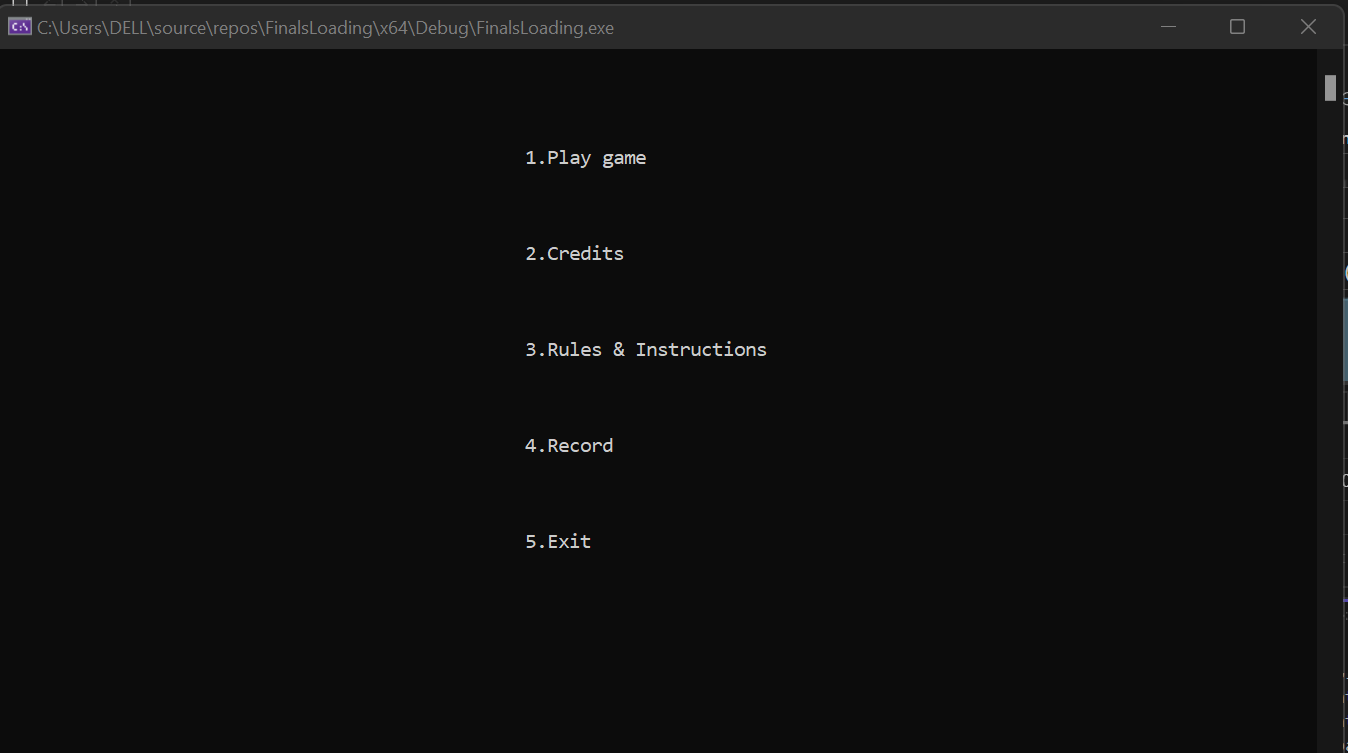 C:\Users\DELL\source\repos\FinalsLoading\x64\Debug\FinalsLoading.exe
1.Play game
2.Credits
3.Rules & Instructions
4.Record
5.Exit